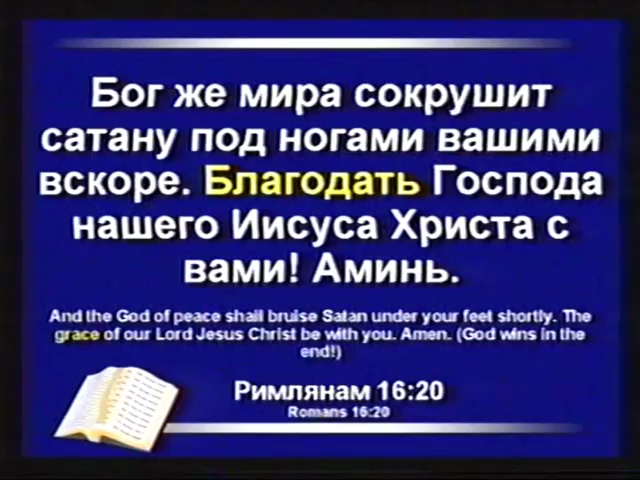 Бог же мира сокрушит
сатану под ногами вашими
вскоре. Благодать Господа
нашего Иисуса Христа с
вами! Аминь.
And the God of peace shall bruise Satan under your feet shortly. The
grace of our Lord Jesus Christ be with you. Amen. (God wins in the
end!)
Римлянам 16:20
Romans 16:20